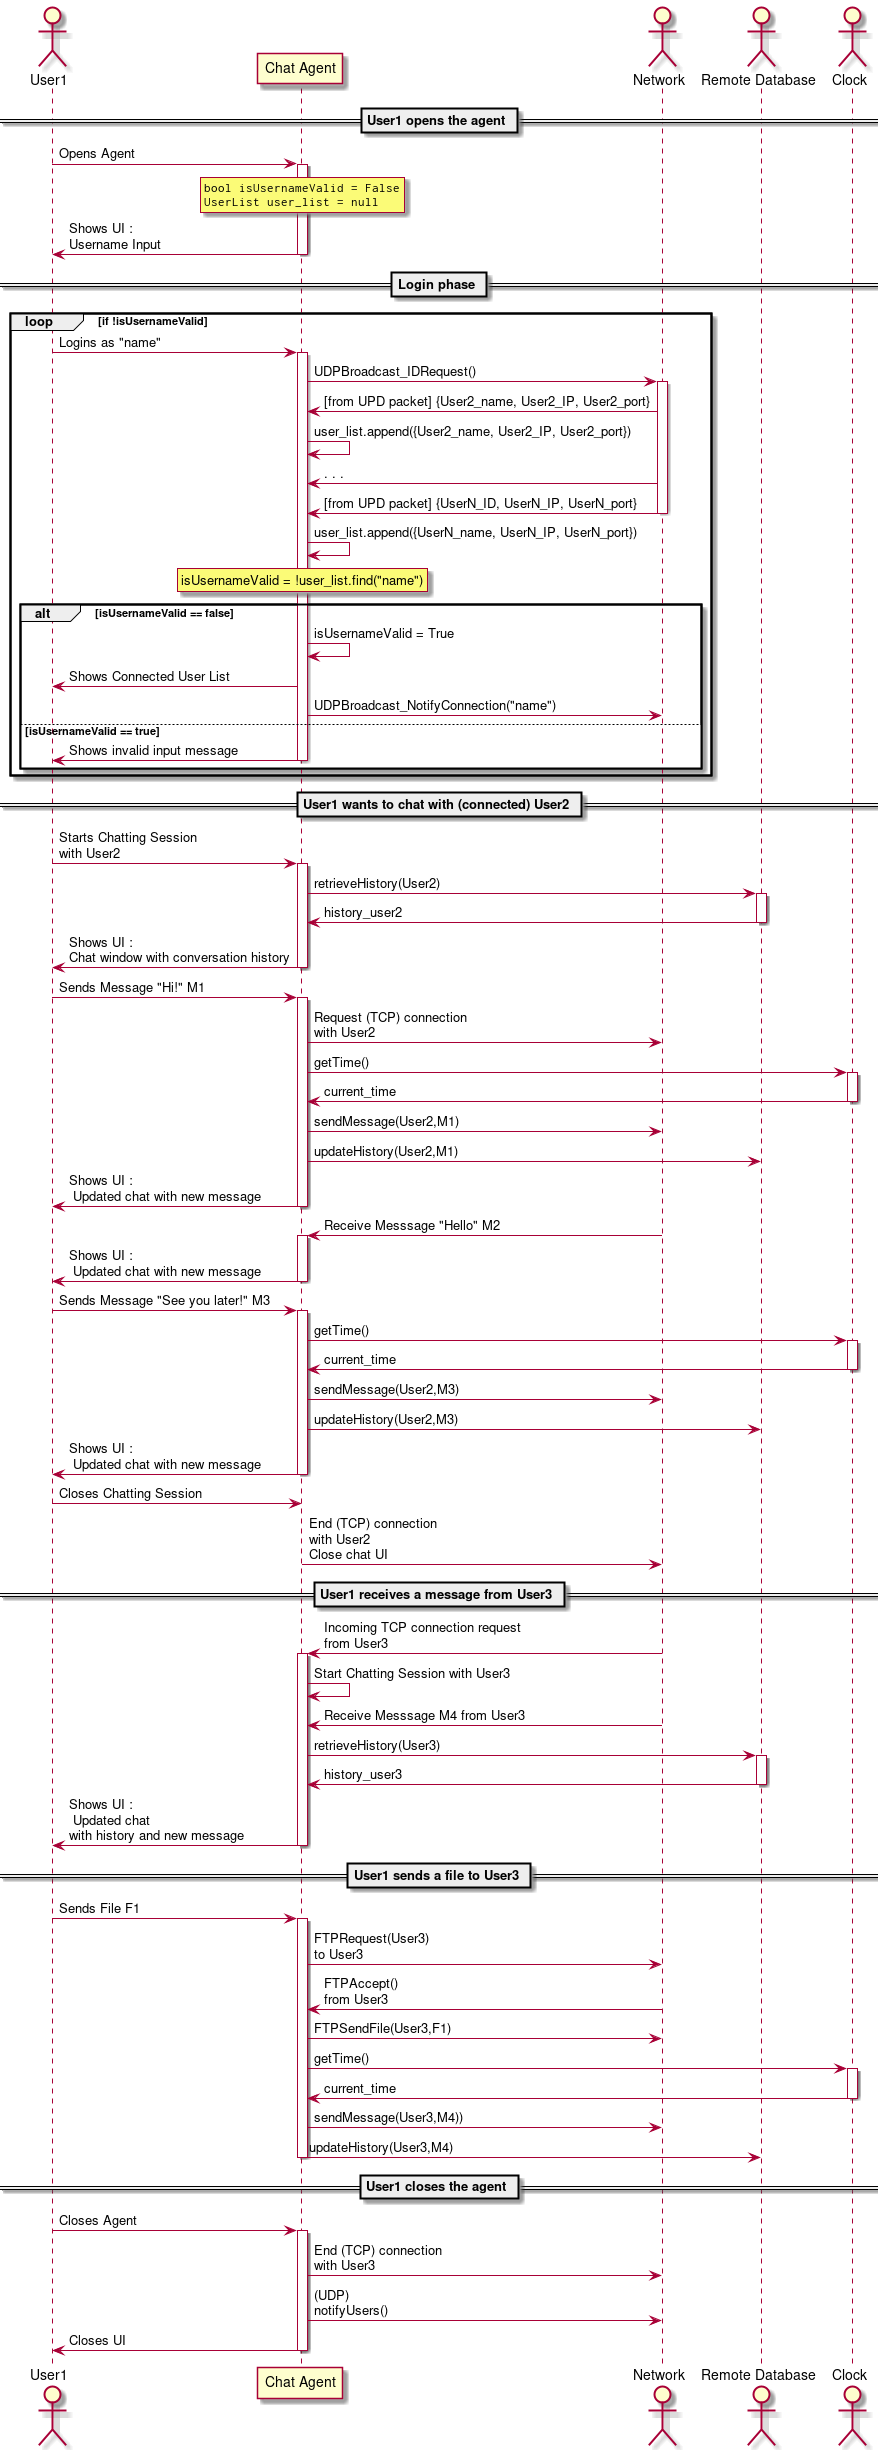 User1
Chat Agent
Network
Remote Database
Clock
User1 opens the agent
Opens Agent
bool isUsernameValid = False
UserList user_list = null
Shows UI :
Username Input
Login phase
loop
[if !isUsernameValid]
Logins as "name"
UDPBroadcast_IDRequest()
[from UPD packet] {User2_name, User2_IP, User2_port}
user_list.append({User2_name, User2_IP, User2_port})
. . .
[from UPD packet] {UserN_ID, UserN_IP, UserN_port}
user_list.append({UserN_name, UserN_IP, UserN_port})
isUsernameValid = !user_list.find("name")
alt
[isUsernameValid == false]
isUsernameValid = True
Shows Connected User List
UDPBroadcast_NotifyConnection("name")
[isUsernameValid == true]
Shows invalid input message
User1 wants to chat with (connected) User2
Starts Chatting Session
with User2
retrieveHistory(User2)
history_user2
Shows UI :
Chat window with conversation history
Sends Message "Hi!" M1
Request (TCP) connection
with User2
getTime()
current_time
sendMessage(User2,M1)
updateHistory(User2,M1)
Shows UI :
Updated chat with new message
Receive Messsage "Hello" M2
Shows UI :
Updated chat with new message
Sends Message "See you later!" M3
getTime()
current_time
sendMessage(User2,M3)
updateHistory(User2,M3)
Shows UI :
Updated chat with new message
Closes Chatting Session
End (TCP) connection
with User2
Close chat UI
User1 receives a message from User3
Incoming TCP connection request
from User3
Start Chatting Session with User3
Receive Messsage M4 from User3
retrieveHistory(User3)
history_user3
Shows UI :
Updated chat
with history and new message
User1 sends a file to User3
Sends File F1
FTPRequest(User3)
to User3
FTPAccept()
from User3
FTPSendFile(User3,F1)
getTime()
current_time
sendMessage(User3,M4))
updateHistory(User3,M4)
User1 closes the agent
Closes Agent
End (TCP) connection
with User3
(UDP)
notifyUsers()
Closes UI
User1
Chat Agent
Network
Remote Database
Clock